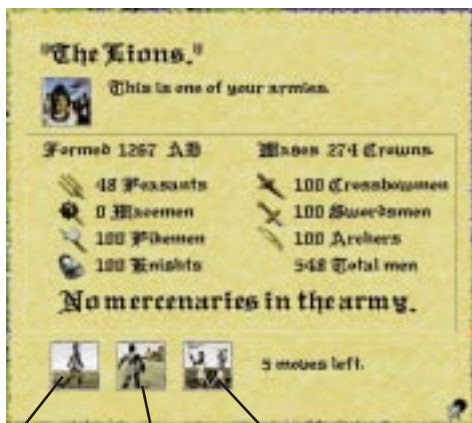 "The Lions."
This is one of your armies.
Formed 1267 AD Wages 274 Crowns.
48 Peasants 100 Crossbowmen
0 Macemen 100 Swordsmen
100 Pikemen 100 Archers
100 Knights 548 Total men
No mercenaries in the army.
5 moves left.